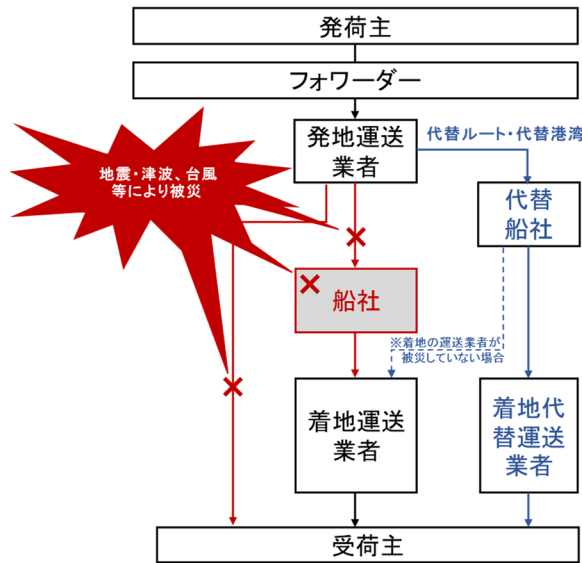 発荷主
フォワーダー
発地運送
業者
代替ルート・代替港湾
地震・津波、台風
等により被災
代替
船社
船社
※着地の運送業者が
被災していない場合
着地運送
業者
着地代
替運送
業者
受荷主